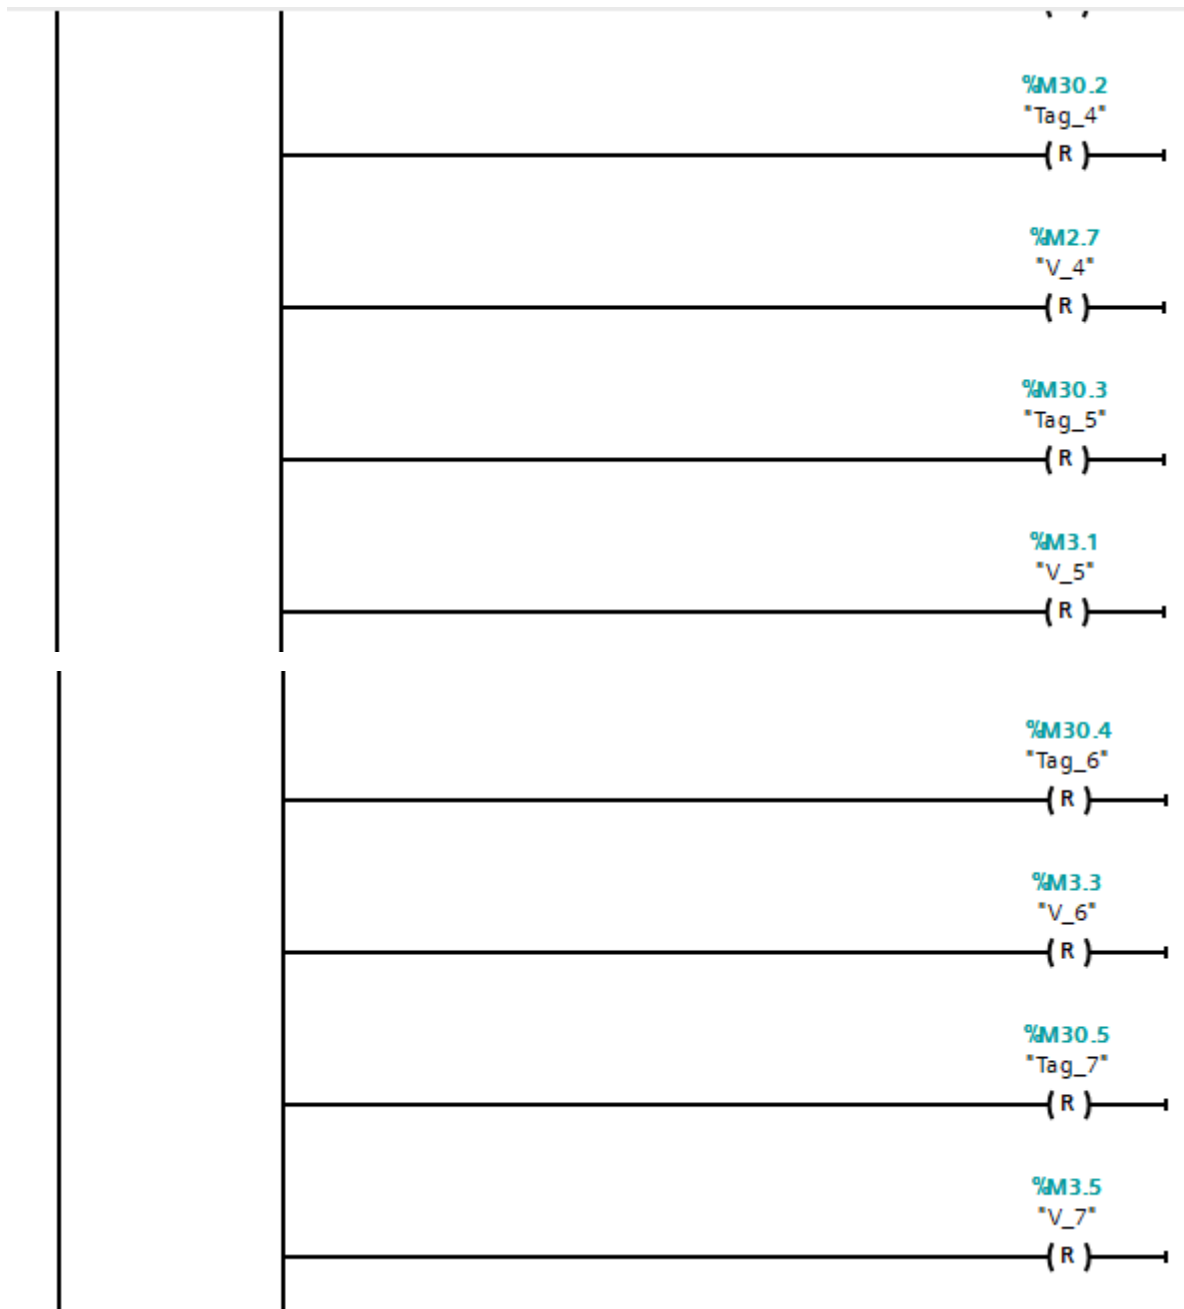 %M30.2
"Tag_4"
( R )
%M2.7
"V_4"
( R )
%M30.3
"Tag_5"
( R )
%M3.1
"V_5"
( R )
%M30.4
"Tag_6"
( R )
%M3.3
"V_6"
( R )
%M30.5
"Tag_7"
( R )
%M3.5
"V_7"
( R )